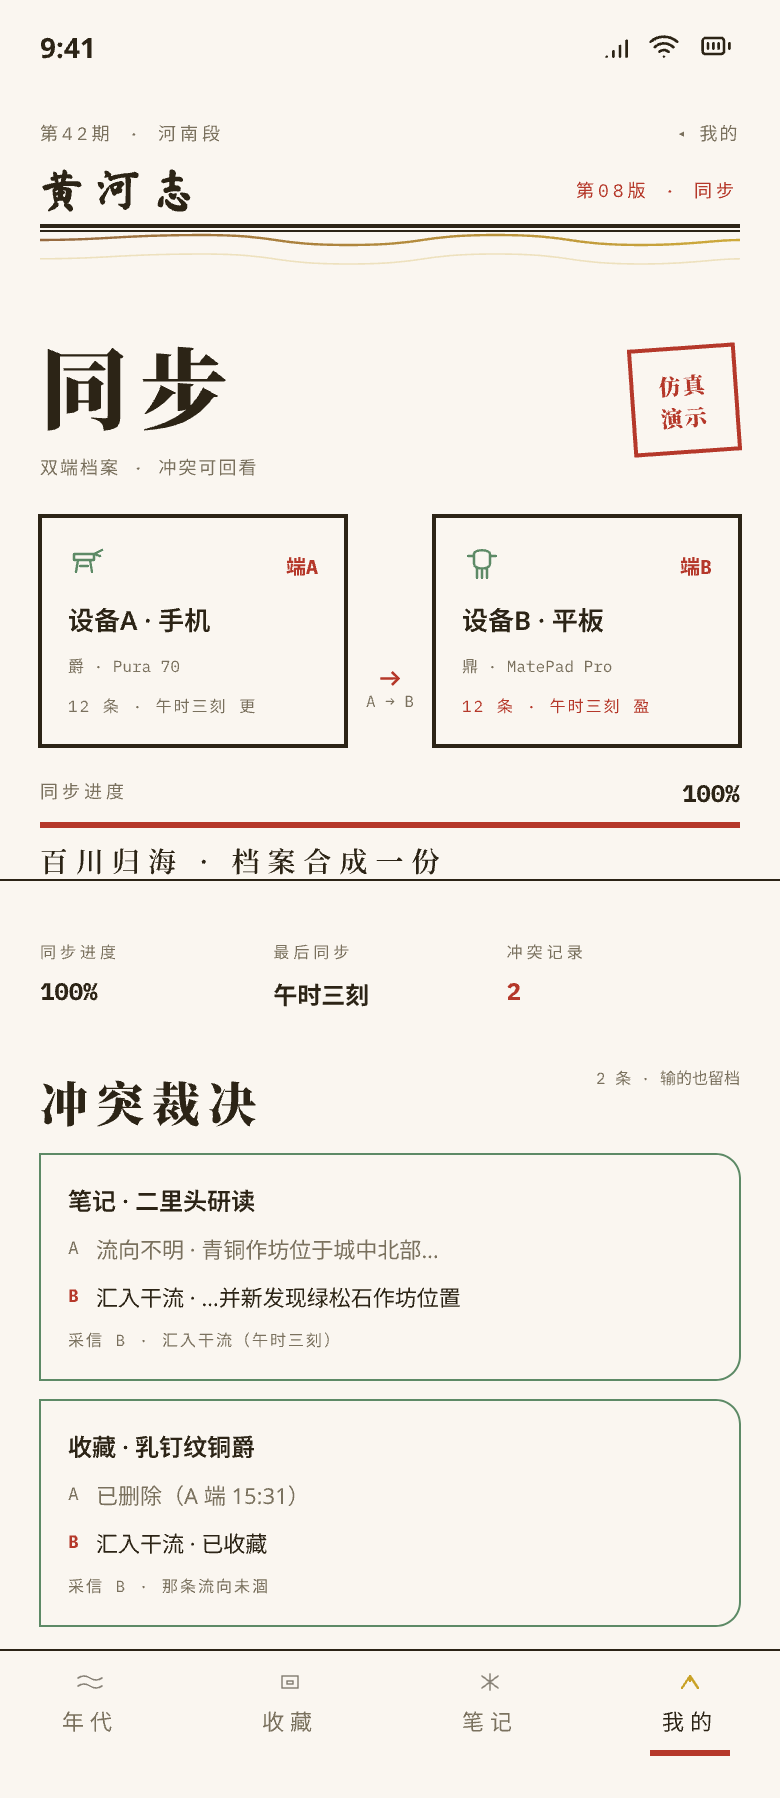 9:41
第42期 · 河南段
◂ 我的
黄河志
第08版 · 同步
同步
仿真
演示
双端档案 · 冲突可回看
端A
设备A · 手机
爵 · Pura 70
12 条 · 午时三刻 更
→
A → B
端B
设备B · 平板
鼎 · MatePad Pro
12 条 · 午时三刻 盈
同步进度
100%
百川归海 · 档案合成一份
同步进度
100%
最后同步
午时三刻
冲突记录
2
冲突裁决
2 条 · 输的也留档
笔记 · 二里头研读
A 流向不明 · 青铜作坊位于城中北部...
B 汇入干流 · ...并新发现绿松石作坊位置
采信 B · 汇入干流（午时三刻）
收藏 · 乳钉纹铜爵
A 已删除（A 端 15:31）
B 汇入干流 · 已收藏
采信 B · 那条流向未涸
年代
收藏
笔记
我的